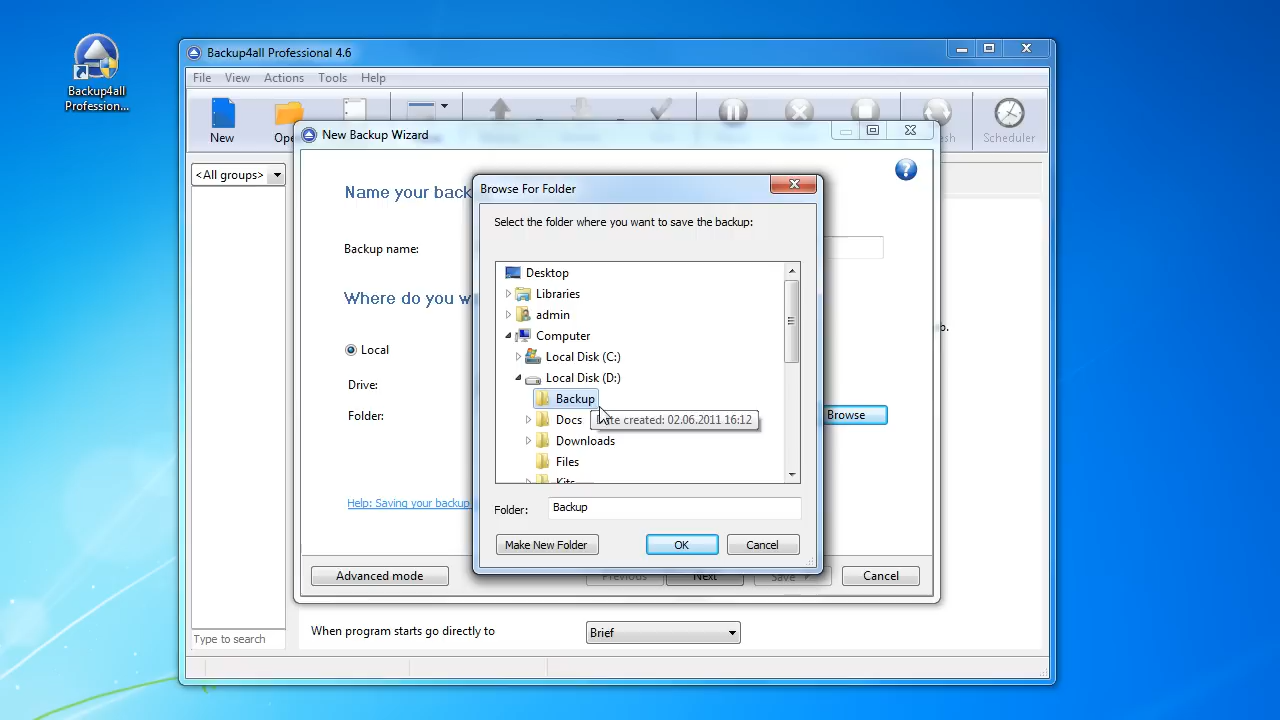 Backup4all
Profession...
Backup4all Professional 4.6
File View Actions Tools Help
New
Scheduler
New Backup Wizard
<All groups>
Name your
Backup name:
Where do you
Local
Drive:
Folder:
Browse
Help: Saving your backup
Advanced mode
Previous
Next
Save
Cancel
Browse For Folder
Select the folder where you want to save the backup:
Desktop
Libraries
admin
Computer
Local Disk (C:)
Local Disk (D:)
Backup
Docs
created: 02.06.2011 16:12
Downloads
Files
Kits
Folder: Backup
Make New Folder
OK
Cancel
Type to search
When program starts go directly to
Brief